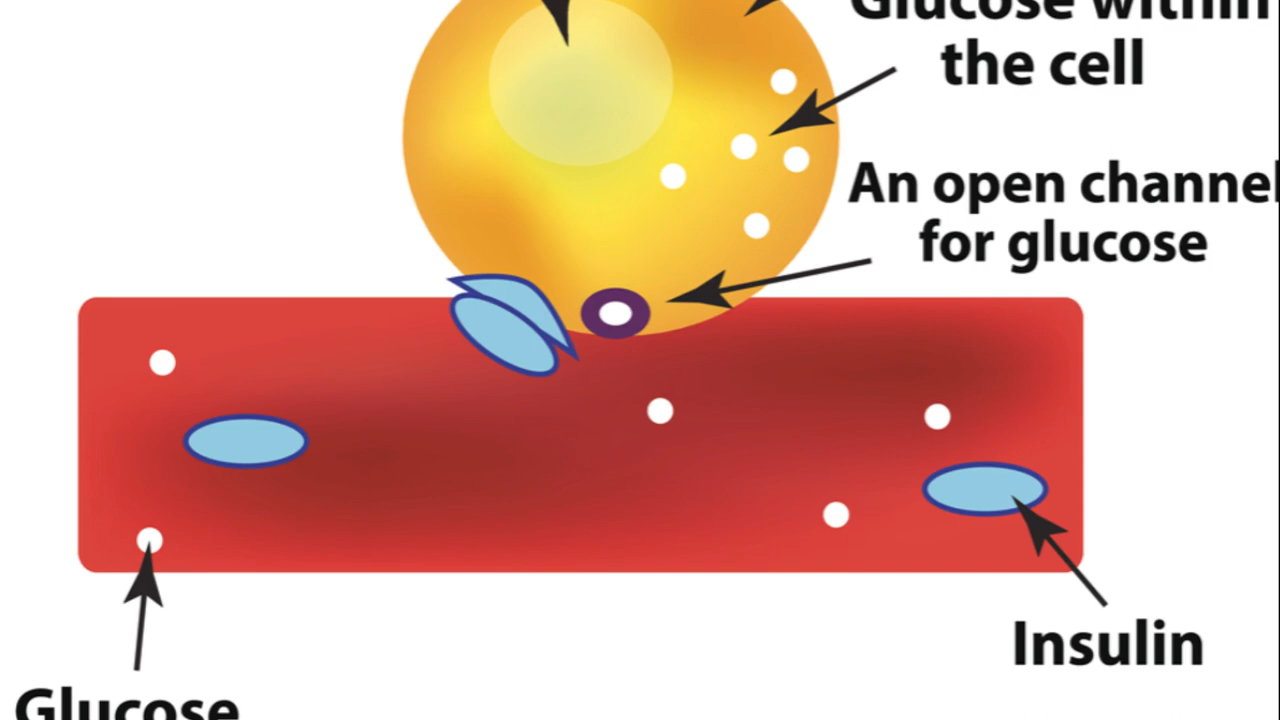 Glucose within
the cell
An open channel
for glucose
Insulin
Glucose